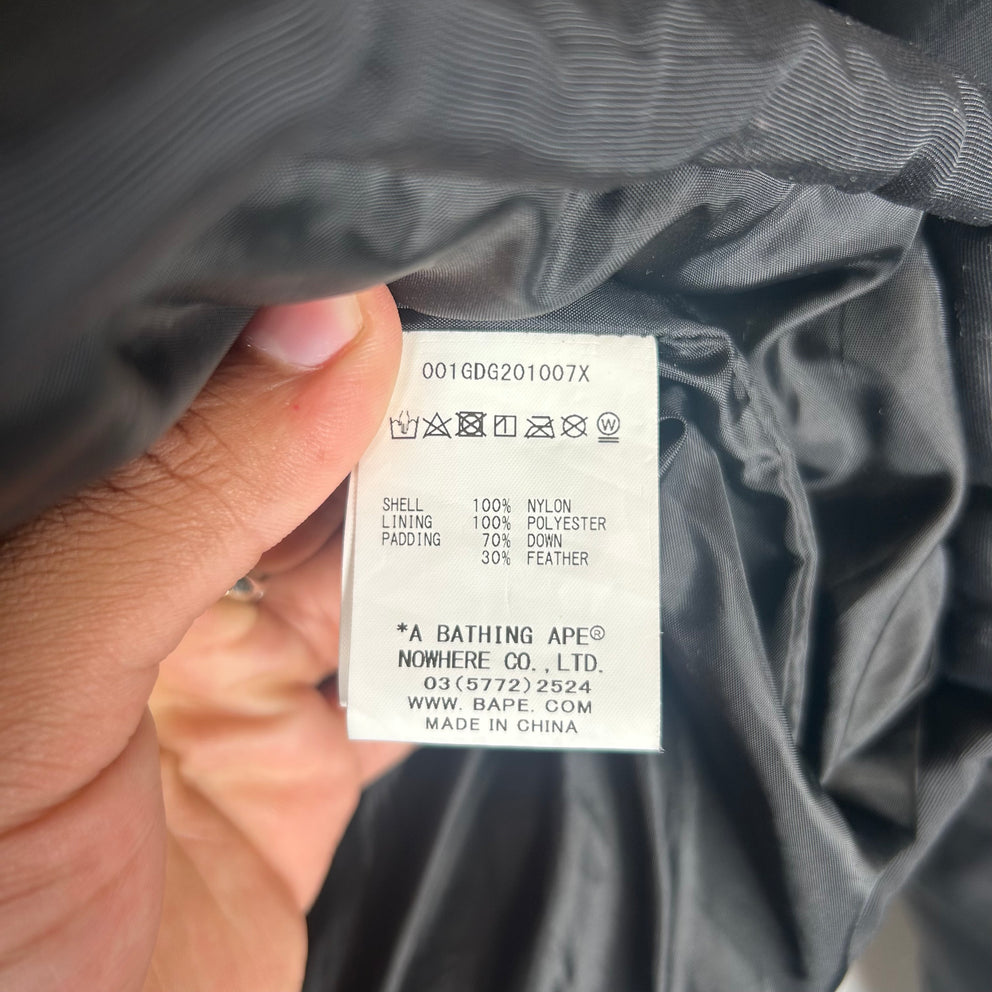 001GDG201007X
W
SHELL 100% NYLON
LINING 100% POLYESTER
PADDING 70% DOWN
30% FEATHER
*A BATHING APE®
NOWHERE CO.,LTD.
03(5772)2524
WWW. BAPE. COM
MADE IN CHINA